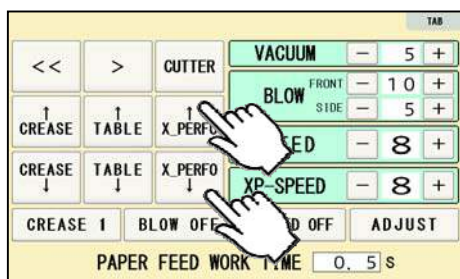 TAB
<< > CUTTER VACUUM − 5 +
BLOW FRONT − 10 +
SIDE − 5 +
↑ CREASE ↑ TABLE ↑ X_PERFO
− 8 +
CREASE ↓ TABLE ↓ X_PERFO ↓ XP-SPEED − 8 +
CREASE 1 BLOW OFF OFF ADJUST
PAPER FEED WORK TIME 0. 5 S